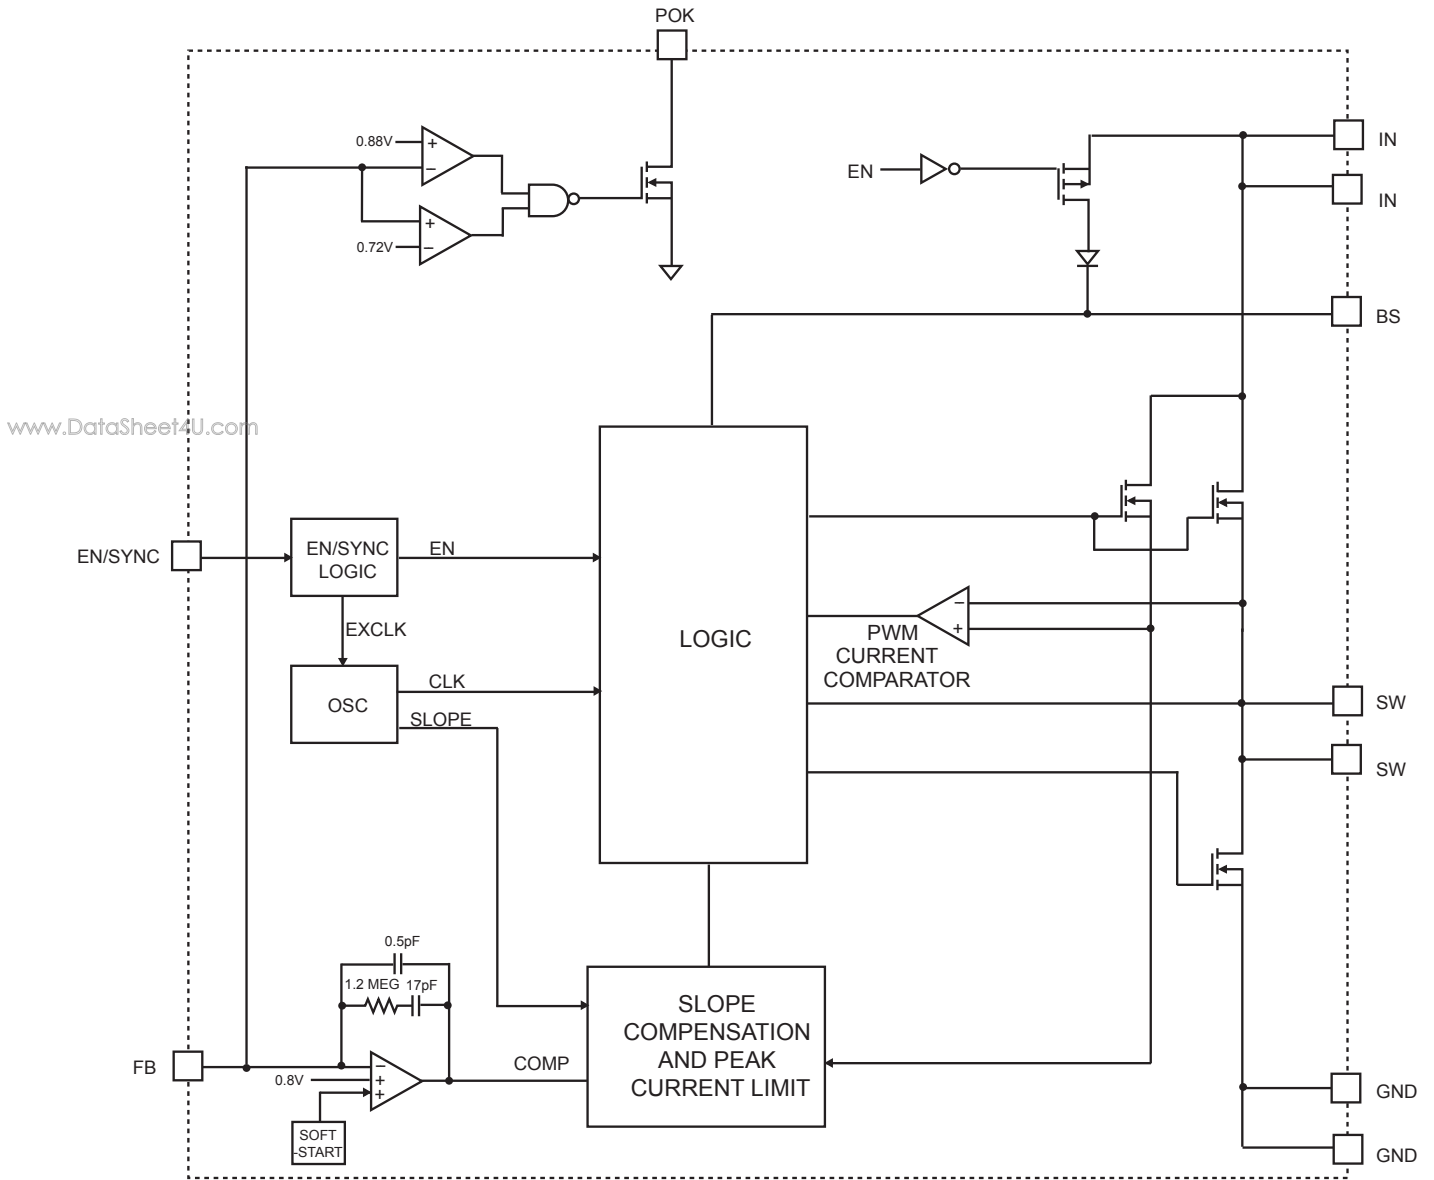 POK
0.88V
+
−
IN
EN
+
0.72V
−
IN
BS
www.DataSheet4U.com
EN/SYNC
EN/SYNC
LOGIC
EN
EXCLK
LOGIC
−
+
PWM
CURRENT
COMPARATOR
OSC
CLK
SLOPE
SW
SW
0.5pF
1.2 MEG
17pF
FB
−
0.8V
+
+
COMP
SOFT
-START
SLOPE
COMPENSATION
AND PEAK
CURRENT LIMIT
GND
GND